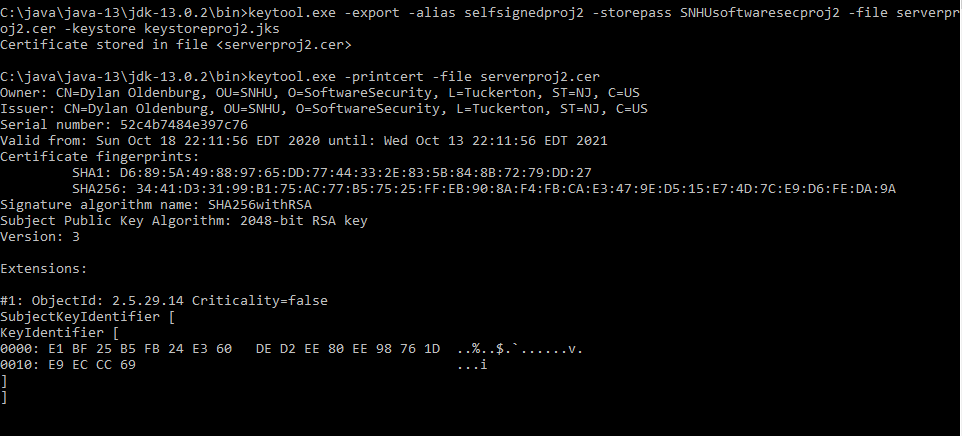 C:\java\java-13\jdk-13.0.2\bin>keytool.exe -export -alias selfsignedproj2 -storepass SNHUsoftwaresecproj2 -file serverpr
oj2.cer -keystore keystoreproj2.jks
Certificate stored in file <serverproj2.cer>
C:\java\java-13\jdk-13.0.2\bin>keytool.exe -printcert -file serverproj2.cer
Owner: CN=Dylan Oldenburg, OU=SNHU, O=SoftwareSecurity, L=Tuckerton, ST=NJ, C=US
Issuer: CN=Dylan Oldenburg, OU=SNHU, O=SoftwareSecurity, L=Tuckerton, ST=NJ, C=US
Serial number: 52c4b7484e397c76
Valid from: Sun Oct 18 22:11:56 EDT 2020 until: Wed Oct 13 22:11:56 EDT 2021
Certificate fingerprints:
SHA1: D6:89:5A:49:88:97:65:DD:77:44:33:2E:83:5B:84:8B:72:79:DD:27
SHA256: 34:41:D3:31:99:B1:75:AC:77:B5:75:25:FF:EB:90:8A:F4:FB:CA:E3:47:9E:D5:15:E7:4D:7C:E9:D6:FE:DA:9A
Signature algorithm name: SHA256withRSA
Subject Public Key Algorithm: 2048-bit RSA key
Version: 3
Extensions:
#1: ObjectId: 2.5.29.14 Criticality=false
SubjectKeyIdentifier [
KeyIdentifier [
0000: E1 BF 25 B5 FB 24 E3 60   DE D2 EE 80 EE 98 76 1D  ..%..$.`......v.
0010: E9 EC CC 69                                        ...i
]
]